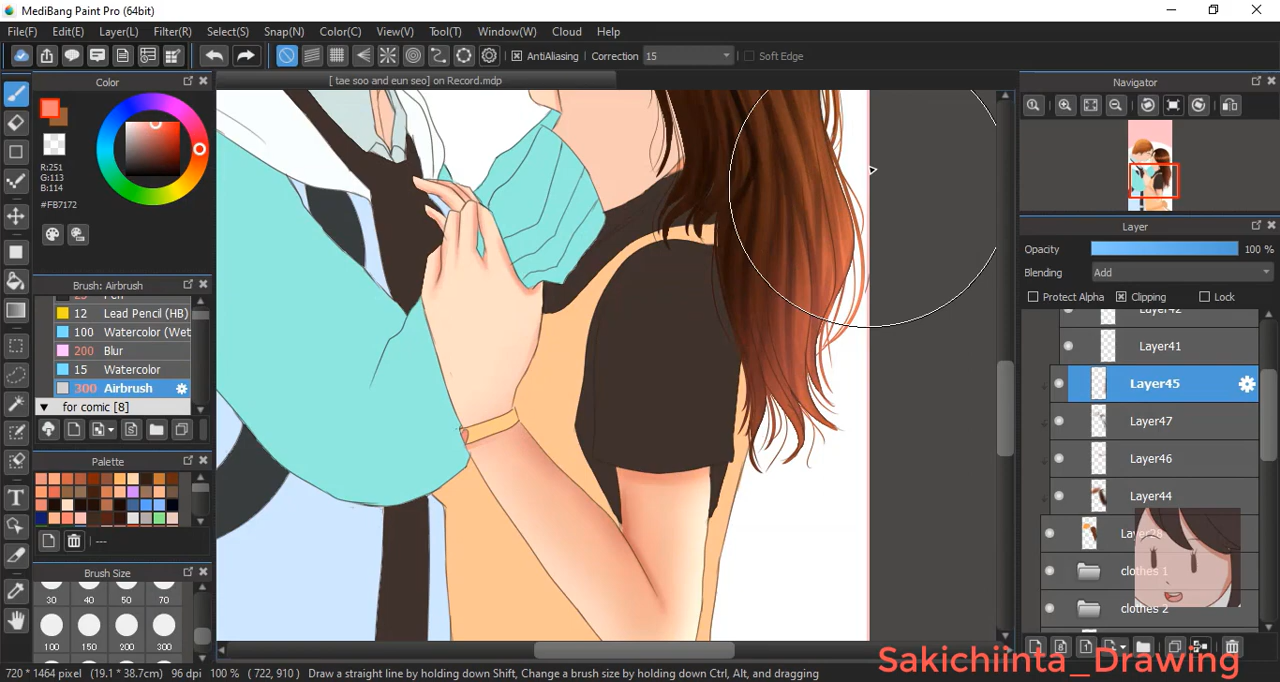 MediBang Paint Pro (64bit)
File(F) Edit(E) Layer(L) Filter(R) Select(S) Snap(N) Color(C) View(V) Tool(T) Window(W) Cloud Help
AntiAliasing Correction 15 Soft Edge
Color
[ tae soo and eun seo] on Record.mdp
Navigator
R:251
G:113
B:114
#FB7172
Layer
Opacity 100 %
Blending Add
Protect Alpha Clipping Lock
Brush: Airbrush
Pen
12 Lead Pencil (HB)
100 Watercolor (Wet
200 Blur
15 Watercolor
300 Airbrush
for comic [8]
Layer41
Layer45
Layer47
Layer46
Layer44
clothes 1
clothes 2
Palette
---
Brush Size
30 40 50 70
100 150 200 300
720 * 1464 pixel (19.1 * 38.7cm) 96 dpi 100 % ( 722, 910 ) Draw a straight line by holding down Shift, Change a brush size by holding down Ctrl, Alt, and dragging
Sakichiinta_Drawing